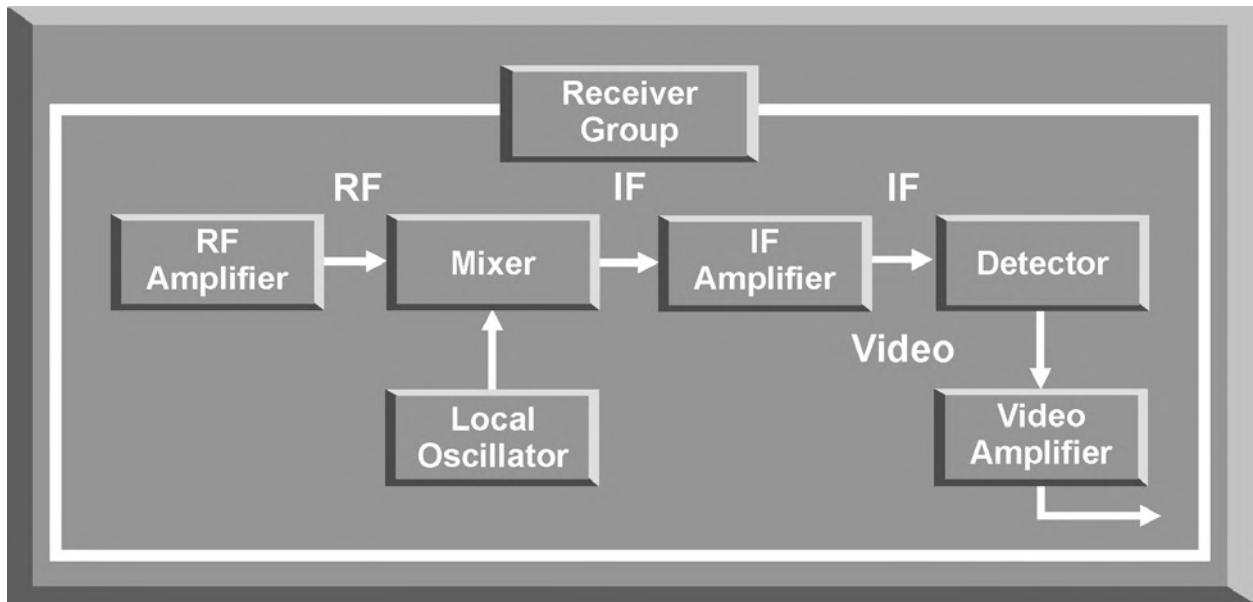 Receiver
Group
RF
IF
IF
RF
Amplifier
Mixer
IF
Amplifier
Detector
Video
Local
Oscillator
Video
Amplifier